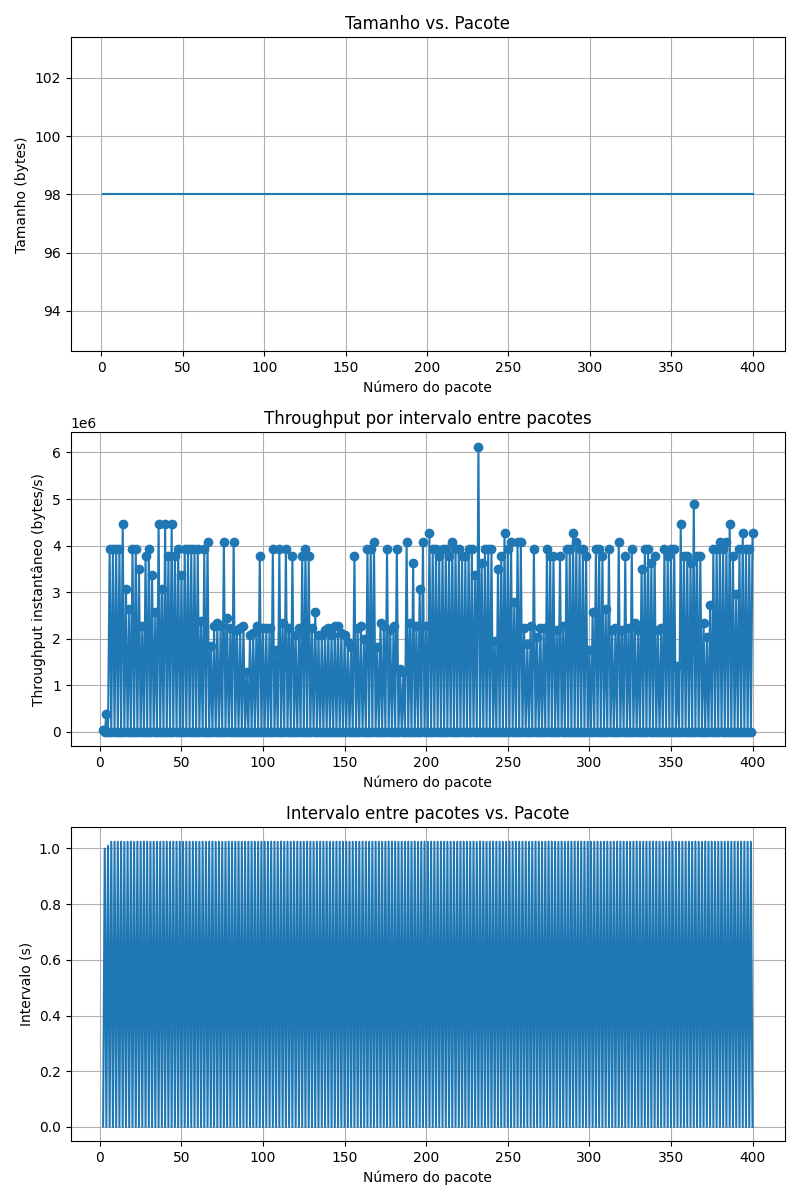 Tamanho vs. Pacote
Tamanho (bytes)
102
100
98
96
94
0 50 100 150 200 250 300 350 400
Número do pacote
Throughput por intervalo entre pacotes
1e6
Throughput instantâneo (bytes/s)
6
5
4
3
2
1
0
0 50 100 150 200 250 300 350 400
Número do pacote
Intervalo entre pacotes vs. Pacote
Intervalo (s)
1.0
0.8
0.6
0.4
0.2
0.0
0 50 100 150 200 250 300 350 400
Número do pacote